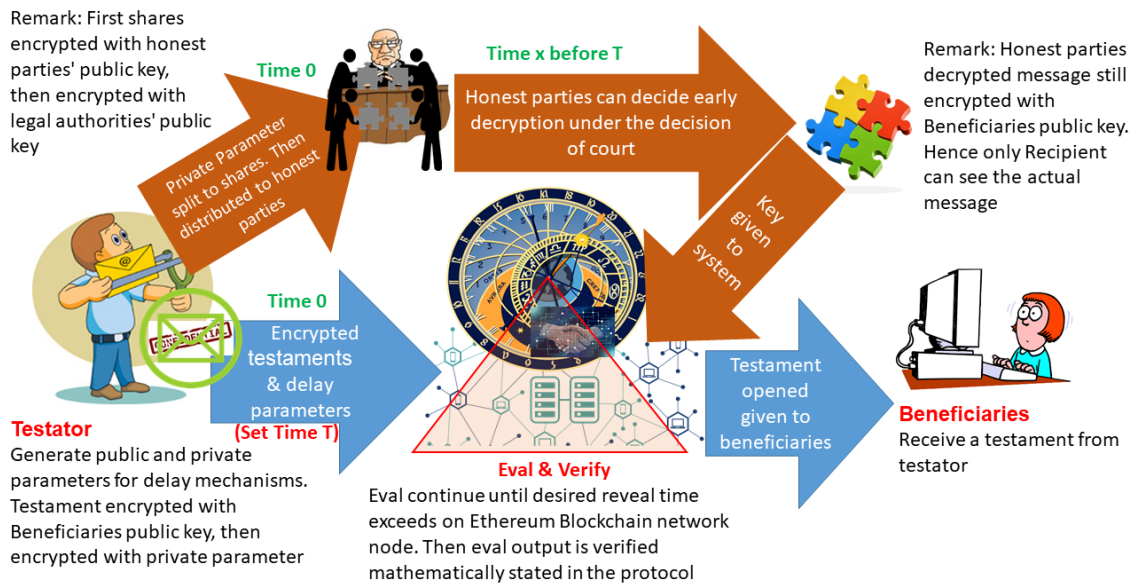 Remark: First shares
encrypted with honest
parties' public key,
then encrypted with
legal authorities' public
key
Time 0
Private Parameter
split to shares. Then
distributed to honest
parties
Time x before T
Honest parties can decide early
decryption under the decision
of court
Remark: Honest parties
decrypted message still
encrypted with
Beneficiaries public key.
Hence only Recipient
can see the actual
message
Key
given
to
system
CONFIDENTIAL
Time 0
Encrypted
testaments
& delay
parameters
(Set Time T)
Testament
opened
given to
beneficiaries
Testator
Generate public and private
parameters for delay mechanisms.
Testament encrypted with
Beneficiaries public key, then
encrypted with private parameter
Eval & Verify
Eval continue until desired reveal time
exceeds on Ethereum Blockchain network
node. Then eval output is verified
mathematically stated in the protocol
Beneficiaries
Receive a testament from
testator